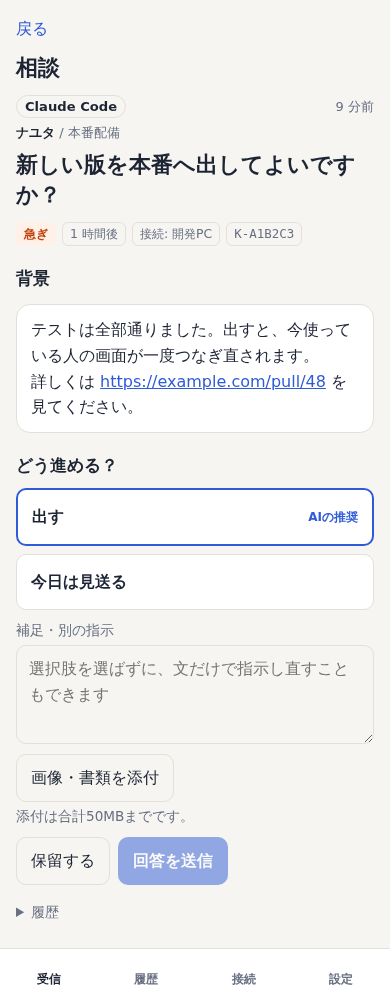 戻る
相談
Claude Code
9 分前
ナユタ / 本番配備
新しい版を本番へ出してよいです
か？
急ぎ
1 時間後
接続: 開発PC
K-A1B2C3
背景
テストは全部通りました。出すと、今使って
いる人の画面が一度つなぎ直されます。
詳しくは https://example.com/pull/48 を
見てください。
どう進める？
出す
AIの推奨
今日は見送る
補足・別の指示
選択肢を選ばずに、文だけで指示し直すこと
もできます
画像・書類を添付
添付は合計50MBまでです。
保留する
回答を送信
▶ 履歴
受信
履歴
接続
設定